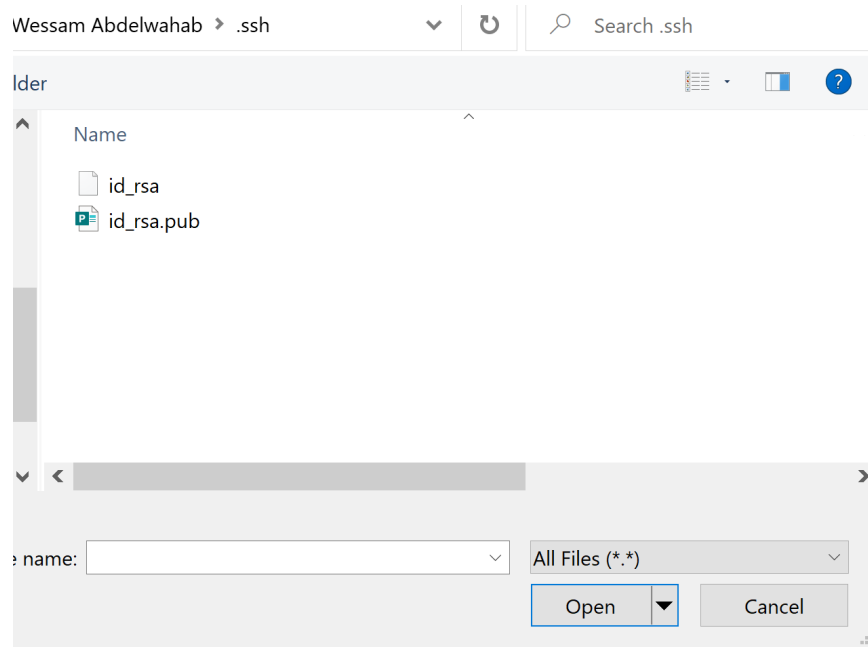 Wessam Abdelwahab > .ssh
Search .ssh
lder
?
Name
id_rsa
P
id_rsa.pub
e name:
All Files (*.*)
Open
Cancel